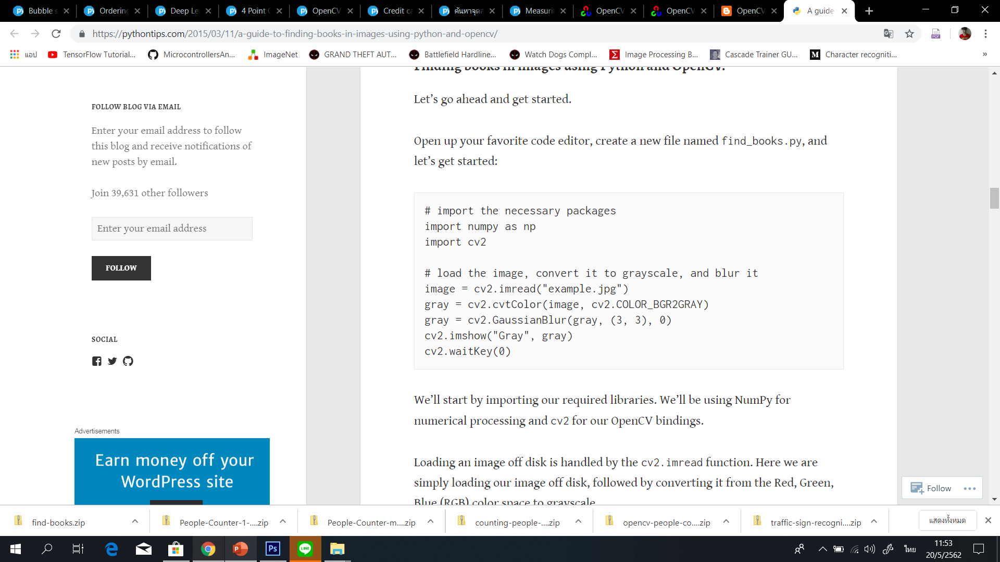 Bubble s
Ordering
Deep Le
4 Point O
OpenCV
Credit ca
ค้นหาจุด
Measuri
OpenCV
OpenCV
OpenCV
A guide
https://pythontips.com/2015/03/11/a-guide-to-finding-books-in-images-using-python-and-opencv/
แอป
TensorFlow Tutorial...
MicrocontrollersAn...
ImageNet
GRAND THEFT AUT...
Battlefield Hardline...
Watch Dogs Compl...
Image Processing B...
Cascade Trainer GU...
Character recogniti...
»
Finding books in images using Python and OpenCV.
Let’s go ahead and get started.
Open up your favorite code editor, create a new file named find_books.py, and
let’s get started:
# import the necessary packages
import numpy as np
import cv2
# load the image, convert it to grayscale, and blur it
image = cv2.imread("example.jpg")
gray = cv2.cvtColor(image, cv2.COLOR_BGR2GRAY)
gray = cv2.GaussianBlur(gray, (3, 3), 0)
cv2.imshow("Gray", gray)
cv2.waitKey(0)
We’ll start by importing our required libraries. We’ll be using NumPy for
numerical processing and cv2 for our OpenCV bindings.
Loading an image off disk is handled by the cv2.imread function. Here we are
simply loading our image off disk, followed by converting it from the Red, Green,
Blue (RGB) color space to grayscale
FOLLOW BLOG VIA EMAIL
Enter your email address to follow
this blog and receive notifications of
new posts by email.
Join 39,631 other followers
Enter your email address
FOLLOW
SOCIAL
Advertisements
Earn money off your
WordPress site
Follow
find-books.zip
People-Counter-1-....zip
People-Counter-m....zip
counting-people-....zip
opencv-people-co....zip
traffic-sign-recogni....zip
แสดงทั้งหมด
Ps
LINE
ไทย
11:53
20/5/2562